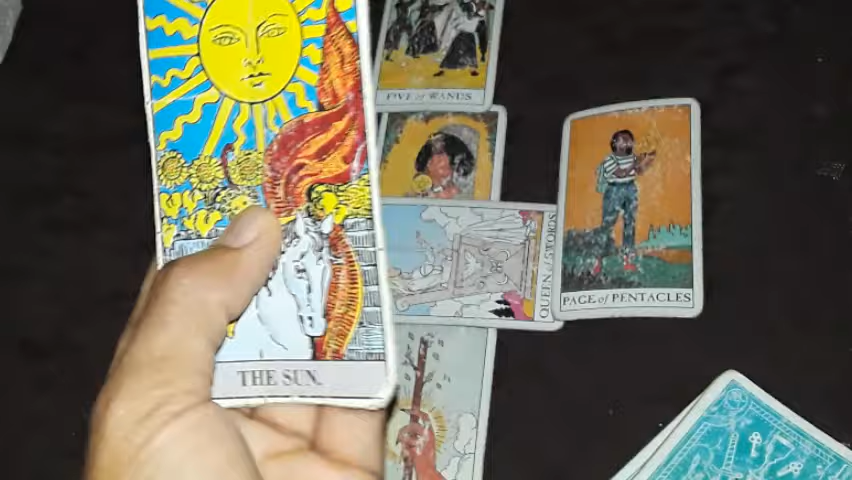 FIVE of WANDS
QUEEN of SWORDS
PAGE of PENTACLES
THE SUN.